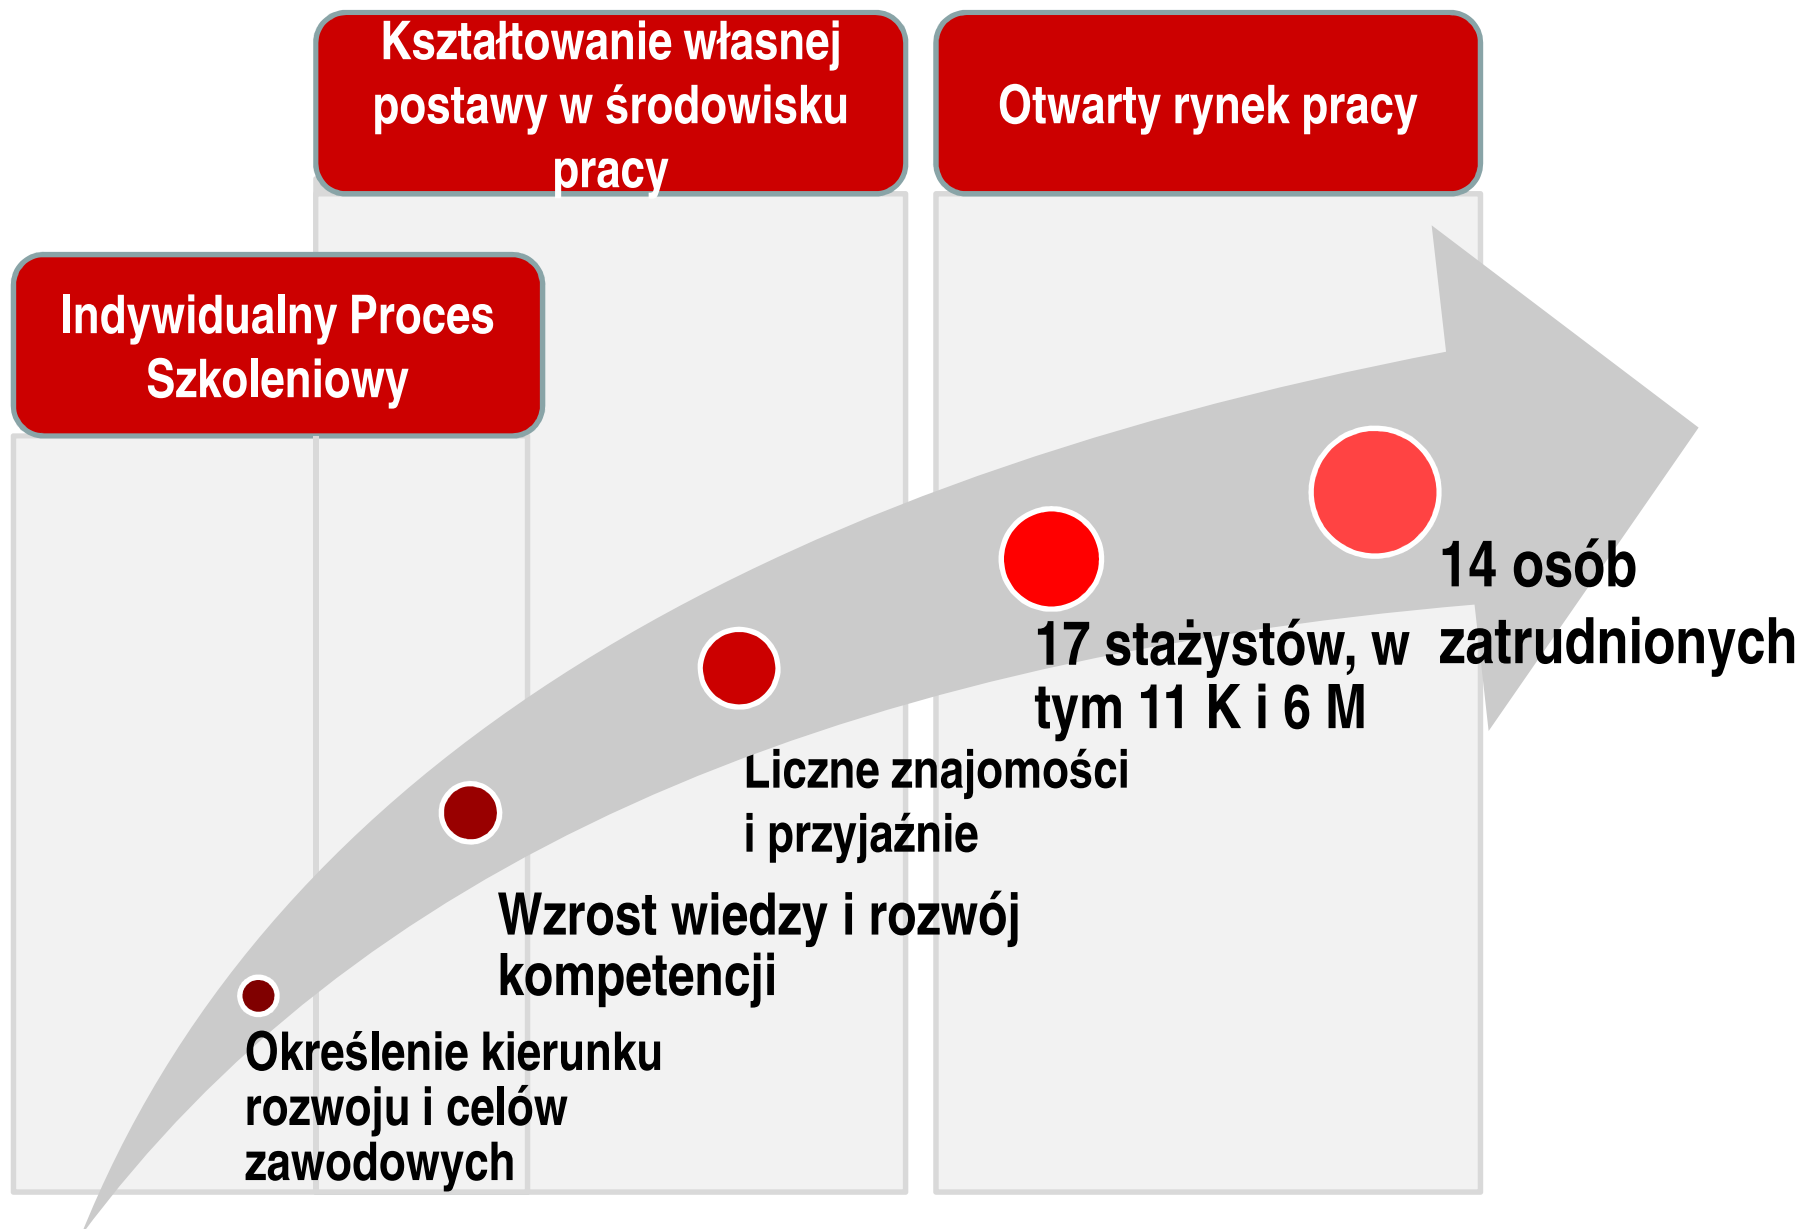 Kształtowanie własnej
postawy w środowisku
pracy
Otwarty rynek pracy
Indywidualny Proces
Szkoleniowy
14 osób
zatrudnionych
17 stażystów, w
tym 11 K i 6 M
Liczne znajomości
i przyjaźnie
Wzrost wiedzy i rozwój
kompetencji
Określenie kierunku
rozwoju i celów
zawodowych